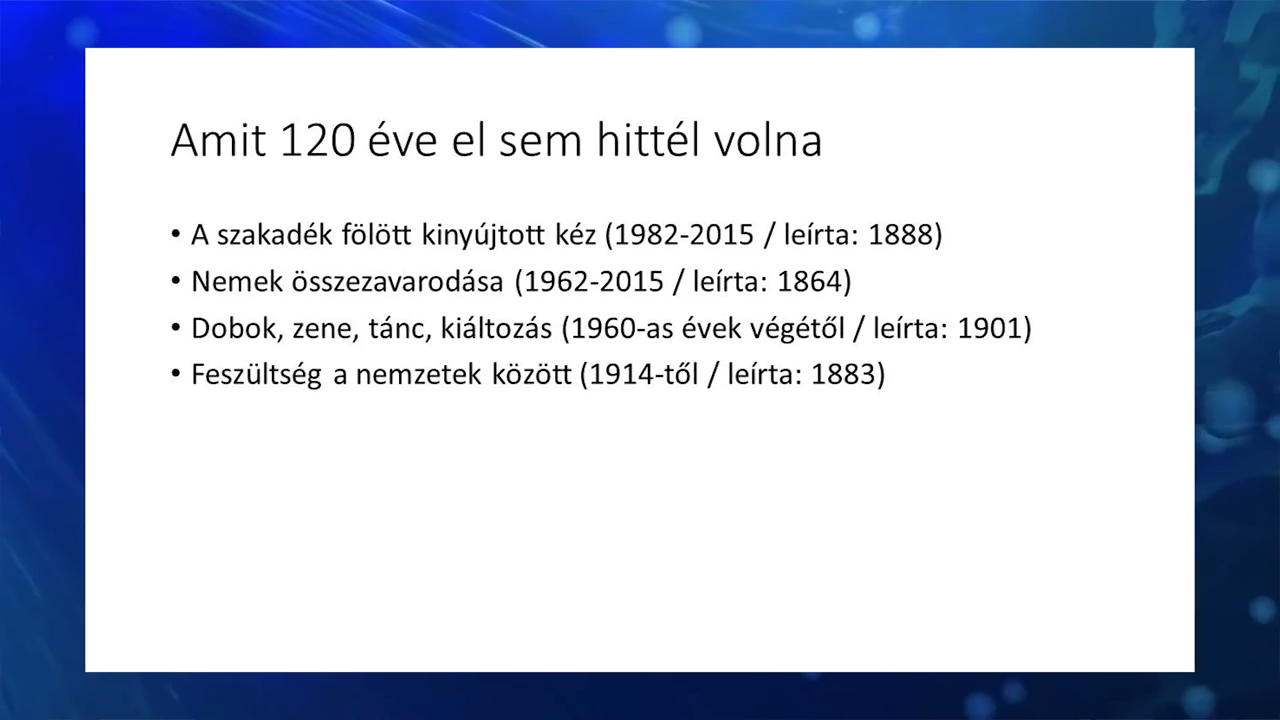 Amit 120 éve el sem hittél volna
• A szakadék fölött kinyújtott kéz (1982-2015 / leírta: 1888)
• Nemek összezavarodása (1962-2015 / leírta: 1864)
• Dobok, zene, tánc, kiáltozás (1960-as évek végétől / leírta: 1901)
• Feszültség a nemzetek között (1914-től / leírta: 1883)